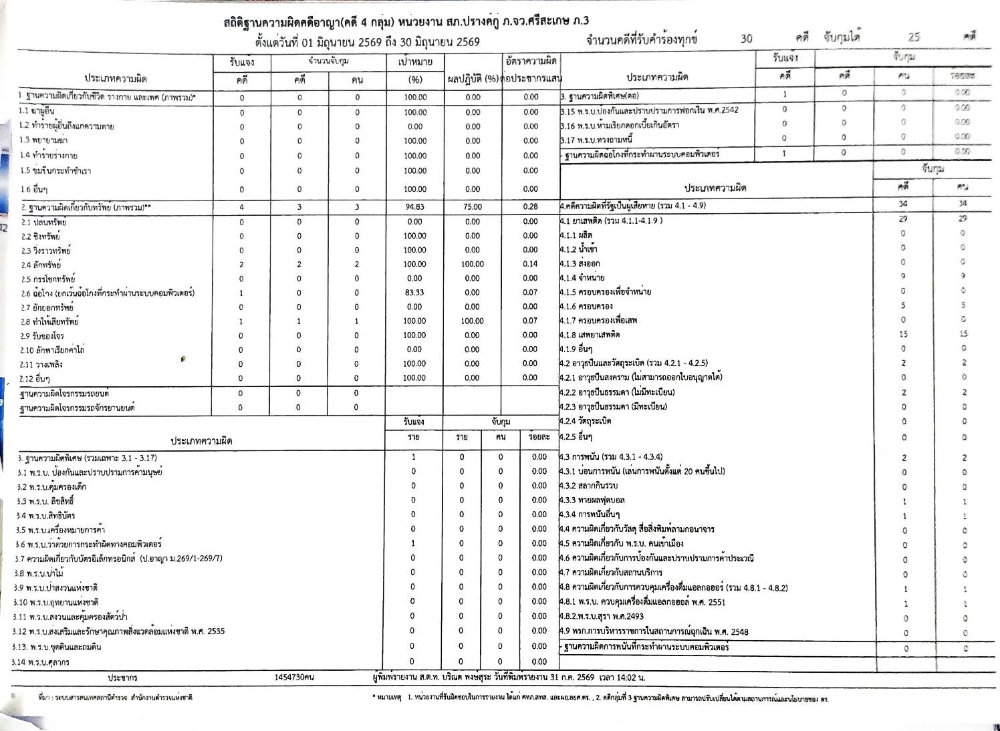 สถิติฐานความผิดคดีอาญา(คดี 4 กลุ่ม) หน่วยงาน สภ.ปรางค์กู่ ภ.จว.ศรีสะเกษ ภ.3
ตั้งแต่วันที่ 01 มิถุนายน 2569 ถึง 30 มิถุนายน 2569 จำนวนคดีที่รับคำร้องทุกข์ 30 คดี จับกุมได้ 25 คดี
ประเภทความผิด รับแจ้ง จำนวนจับกุม เป้าหมาย ผลปฏิบัติ (%) อัตราความผิด
คดี คดี คน (%) ต่อประชากรแสน
1. ฐานความผิดเกี่ยวกับชีวิต ร่างกาย และเพศ (ภาพรวม)* 0 0 0 100.00 0.00 0.00
1.1 ฆ่าผู้อื่น 0 0 0 100.00 0.00 0.00
1.2 ทำร้ายผู้อื่นถึงแก่ความตาย 0 0 0 0.00 0.00 0.00
1.3 พยายามฆ่า 0 0 0 100.00 0.00 0.00
1.4 ทำร้ายร่างกาย 0 0 0 100.00 0.00 0.00
1.5 ข่มขืนกระทำชำเรา 0 0 0 100.00 0.00 0.00
1.6 อื่นๆ 0 0 0 100.00 0.00 0.00
2. ฐานความผิดเกี่ยวกับทรัพย์ (ภาพรวม)** 4 3 3 94.83 75.00 0.28
2.1 ปล้นทรัพย์ 0 0 0 0.00 0.00 0.00
2.2 ชิงทรัพย์ 0 0 0 100.00 0.00 0.00
2.3 วิ่งราวทรัพย์ 0 0 0 100.00 0.00 0.00
2.4 ลักทรัพย์ 2 2 2 100.00 100.00 0.14
2.5 กรรโชกทรัพย์ 0 0 0 0.00 0.00 0.00
2.6 ฉ้อโกง (ยกเว้นฉ้อโกงที่กระทำผ่านระบบคอมพิวเตอร์) 1 0 0 83.33 0.00 0.07
2.7 ยักยอกทรัพย์ 0 0 0 0.00 0.00 0.00
2.8 ทำให้เสียทรัพย์ 1 1 1 100.00 100.00 0.07
2.9 รับของโจร 0 0 0 100.00 0.00 0.00
2.10 ลักพาเรียกค่าไถ่ 0 0 0 0.00 0.00 0.00
2.11 วางเพลิง 0 0 0 100.00 0.00 0.00
2.12 อื่นๆ 0 0 0 100.00 0.00 0.00
-ฐานความผิดโจรกรรมรถยนต์ 0 0 0
-ฐานความผิดโจรกรรมรถจักรยานยนต์ 0 0 0
ประเภทความผิด รับแจ้ง จับกุม
ราย ราย คน ร้อยละ
3. ฐานความผิดพิเศษ (รวมเฉพาะ 3.1 - 3.17) 1 0 0 0.00
3.1 พ.ร.บ. ป้องกันและปราบปรามการค้ามนุษย์ 0 0 0 0.00
3.2 พ.ร.บ.คุ้มครองเด็ก 0 0 0 0.00
3.3 พ.ร.บ. ลิขสิทธิ์ 0 0 0 0.00
3.4 พ.ร.บ.สิทธิบัตร 0 0 0 0.00
3.5 พ.ร.บ.เครื่องหมายการค้า 0 0 0 0.00
3.6 พ.ร.บ.ว่าด้วยการกระทำผิดทางคอมพิวเตอร์ 1 0 0 0.00
3.7 ความผิดเกี่ยวกับบัตรอิเล็กทรอนิกส์ (ป.อาญา ม.269/1-269/7) 0 0 0 0.00
3.8 พ.ร.บ.ป่าไม้ 0 0 0 0.00
3.9 พ.ร.บ.ป่าสงวนแห่งชาติ 0 0 0 0.00
3.10 พ.ร.บ.อุทยานแห่งชาติ 0 0 0 0.00
3.11 พ.ร.บ.สงวนและคุ้มครองสัตว์ป่า 0 0 0 0.00
3.12 พ.ร.บ.ส่งเสริมและรักษาคุณภาพสิ่งแวดล้อมแห่งชาติ พ.ศ. 2535 0 0 0 0.00
3.13. พ.ร.บ.ขุดดินและถมดิน 0 0 0 0.00
3.14 พ.ร.บ.ศุลากร 0 0 0 0.00
ประเภทความผิด รับแจ้ง จับกุม
คดี คดี คน ร้อยละ
3. ฐานความผิดพิเศษ(ต่อ) 1 0 0 0.00
3.15 พ.ร.บ.ป้องกันและปราบปรามการฟอกเงิน พ.ศ.2542 0 0 0 0.00
3.16 พ.ร.บ.ห้ามเรียกดอกเบี้ยเกินอัตรา 0 0 0 0.00
3.17 พ.ร.บ.ทวงถามหนี้ 0 0 0 0.00
- ฐานความผิดฉ้อโกงที่กระทำผ่านระบบคอมพิวเตอร์ 1 0 0 0.00
ประเภทความผิด จับกุม
คดี คน
4.คดีความผิดที่รัฐเป็นผู้เสียหาย (รวม 4.1 - 4.9) 34 34
4.1 ยาเสพติด (รวม 4.1.1-4.1.9 ) 29 29
4.1.1 ผลิต 0 0
4.1.2 นำเข้า 0 0
4.1.3 ส่งออก 0 0
4.1.4 จำหน่าย 9 9
4.1.5 ครอบครองเพื่อจำหน่าย 0 0
4.1.6 ครอบครอง 5 5
4.1.7 ครอบครองเพื่อเสพ 0 0
4.1.8 เสพยาเสพติด 15 15
4.1.9 อื่นๆ 0 0
4.2 อาวุธปืนและวัตถุระเบิด (รวม 4.2.1 - 4.2.5) 2 2
4.2.1 อาวุธปืนสงคราม (ไม่สามารถออกใบอนุญาตได้) 0 0
4.2.2 อาวุธปืนธรรมดา (ไม่มีทะเบียน) 2 2
4.2.3 อาวุธปืนธรรมดา (มีทะเบียน) 0 0
4.2.4 วัตถุระเบิด 0 0
4.2.5 อื่นๆ 0 0
4.3 การพนัน (รวม 4.3.1 - 4.3.4) 2 2
4.3.1 บ่อนการพนัน (เล่นการพนันตั้งแต่ 20 คนขึ้นไป) 0 0
4.3.2 สลากกินรวบ 0 0
4.3.3 ทายผลฟุตบอล 1 1
4.3.4 การพนันอื่นๆ 1 1
4.4 ความผิดเกี่ยวกับวัสดุ สื่อสิ่งพิมพ์ลามกอนาจาร 0 0
4.5 ความผิดเกี่ยวกับ พ.ร.บ. คนเข้าเมือง 0 0
4.6 ความผิดเกี่ยวกับการป้องกันและปราบปรามการค้าประเวณี 0 0
4.7 ความผิดเกี่ยวกับสถานบริการ 0 0
4.8 ความผิดเกี่ยวกับการควบคุมเครื่องดื่มแอลกอฮอร์ (รวม 4.8.1 - 4.8.2) 1 1
4.8.1 พ.ร.บ. ควบคุมเครื่องดื่มแอลกอฮอล์ พ.ศ. 2551 1 1
4.8.2.พ.ร.บ.สุรา พ.ศ.2493 0 0
4.9 พรก.การบริหารราชการในสถานการณ์ฉุกเฉิน พ.ศ. 2548 0 0
- ฐานความผิดการพนันที่กระทำผ่านระบบคอมพิวเตอร์ 0 0
ประชากร 1454730คน ผู้พิมพ์รายงาน ส.ต.ท. บริณต พงษ์สุระ วันที่พิมพ์รายงาน 31 ก.ค. 2569 เวลา 14:02 น.
ที่มา : ระบบสารสนเทศสถานีตำรวจ สำนักงานตำรวจแห่งชาติ * หมายเหตุ 1. หน่วยงานที่รับผิดชอบในการรายงาน ได้แก่ ศทก.สทส. และผอ.ลยศ.ตร. , 2. คดีกลุ่มที่ 3 ฐานความผิดพิเศษ สามารถปรับเปลี่ยนได้ตามสถานการณ์และนโยบายของ ตร.